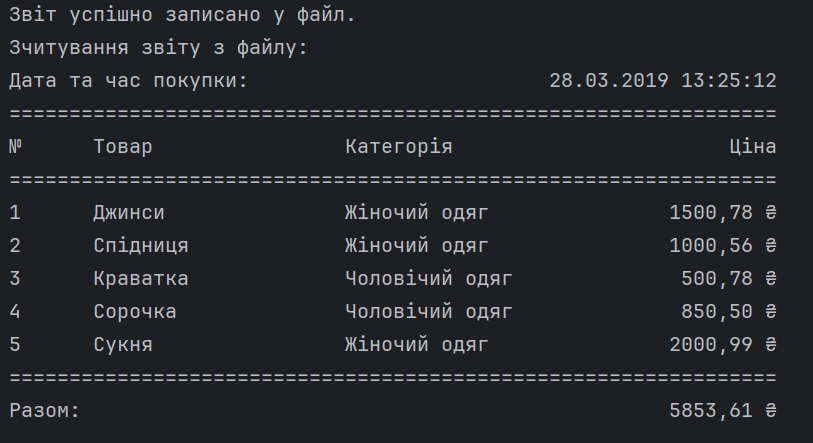 Звіт успішно записано у файл.
Зчитування звіту з файлу:
Дата та час покупки:                         28.03.2019 13:25:12
================================================================
№      Товар                Категорія                       Ціна
================================================================
1      Джинси               Жіночий одяг               1500,78 ₴
2      Спідниця             Жіночий одяг               1000,56 ₴
3      Краватка             Чоловічий одяг              500,78 ₴
4      Сорочка              Чоловічий одяг              850,50 ₴
5      Сукня                Жіночий одяг               2000,99 ₴
================================================================
Разом:                                                 5853,61 ₴